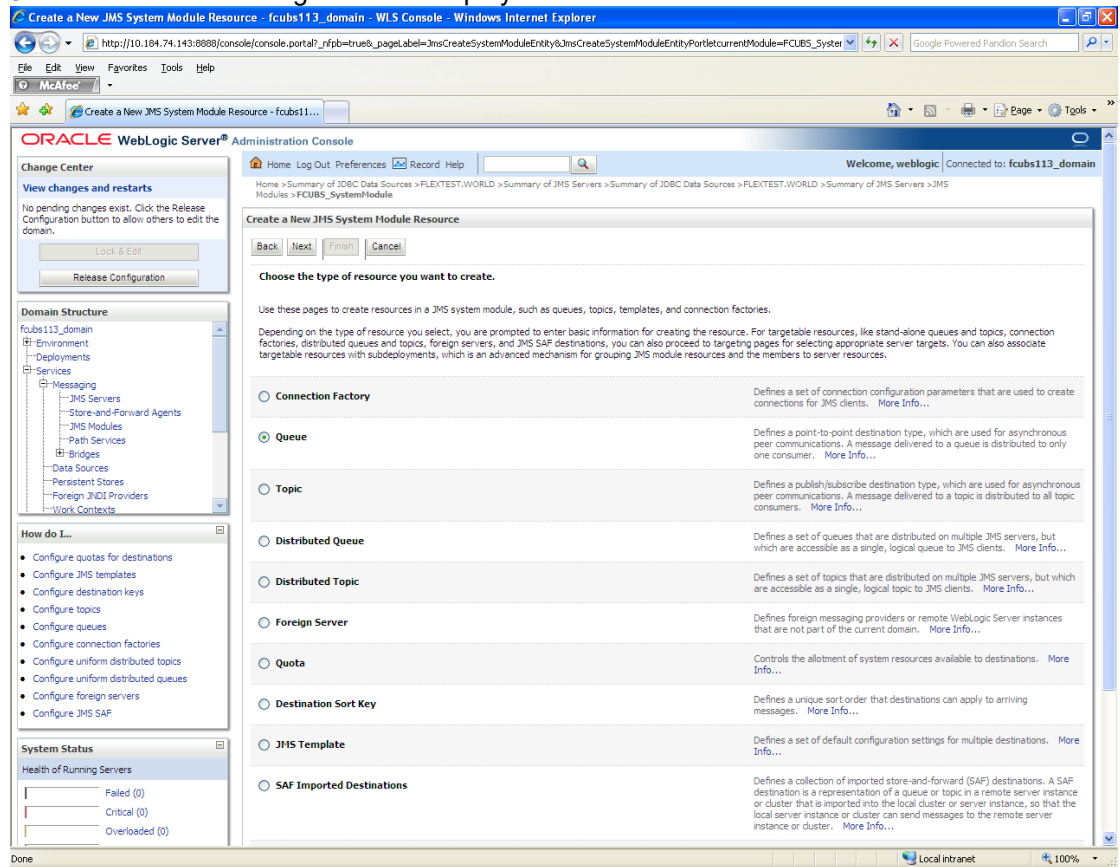 Create a New JMS System Module Resource - fcubs113_domain - WLS Console - Windows Internet Explorer
http://10.184.74.143:8888/console/console.portal?_nfpb=true&_pageLabel=JmsCreateSystemModuleEntity&JmsCreateSystemModuleEntityPortletcurrentModule=FCUBS_Syster
Google Powered Pandion Search
File Edit View Favorites Tools Help
McAfee
Create a New JMS System Module Resource - fcubs11...
Page Tools
ORACLE WebLogic Server® Administration Console
Change Center
View changes and restarts
No pending changes exist. Click the Release
Configuration button to allow others to edit the
domain.
Lock & Edit
Release Configuration
Domain Structure
fcubs113_domain
Environment
Deployments
Services
Messaging
JMS Servers
Store-and-Forward Agents
JMS Modules
Path Services
Bridges
Data Sources
Persistent Stores
Foreign JNDI Providers
Work Contexts
How do I...
Configure quotas for destinations
Configure JMS templates
Configure destination keys
Configure topics
Configure queues
Configure connection factories
Configure uniform distributed topics
Configure uniform distributed queues
Configure foreign servers
Configure JMS SAF
System Status
Health of Running Servers
Failed (0)
Critical (0)
Overloaded (0)
Home Log Out Preferences Record Help
Welcome, weblogic Connected to: fcubs113_domain
Home >Summary of JDBC Data Sources >FLEXTEST.WORLD >Summary of JMS Servers >Summary of JDBC Data Sources >FLEXTEST.WORLD >Summary of JMS Servers >JMS
Modules >FCUBS_SystemModule
Create a New JMS System Module Resource
Back Next Finish Cancel
Choose the type of resource you want to create.
Use these pages to create resources in a JMS system module, such as queues, topics, templates, and connection factories.
Depending on the type of resource you select, you are prompted to enter basic information for creating the resource. For targetable resources, like stand-alone queues and topics, connection
factories, distributed queues and topics, foreign servers, and JMS SAF destinations, you can also proceed to targeting pages for selecting appropriate server targets. You can also associate
targetable resources with subdeployments, which is an advanced mechanism for grouping JMS module resources and the members to server resources.
Connection Factory
Defines a set of connection configuration parameters that are used to create
connections for JMS clients. More Info...
Queue
Defines a point-to-point destination type, which are used for asynchronous
peer communications. A message delivered to a queue is distributed to only
one consumer. More Info...
Topic
Defines a publish/subscribe destination type, which are used for asynchronous
peer communications. A message delivered to a topic is distributed to all topic
consumers. More Info...
Distributed Queue
Defines a set of queues that are distributed on multiple JMS servers, but
which are accessible as a single, logical queue to JMS clients. More Info...
Distributed Topic
Defines a set of topics that are distributed on multiple JMS servers, but which
are accessible as a single, logical topic to JMS clients. More Info...
Foreign Server
Defines foreign messaging providers or remote WebLogic Server instances
that are not part of the current domain. More Info...
Quota
Controls the allotment of system resources available to destinations. More
Info...
Destination Sort Key
Defines a unique sort order that destinations can apply to arriving
messages. More Info...
JMS Template
Defines a set of default configuration settings for multiple destinations. More
Info...
SAF Imported Destinations
Defines a collection of imported store-and-forward (SAF) destinations. A SAF
destination is a representation of a queue or topic in a remote server instance
or cluster that is imported into the local cluster or server instance, so that the
local server instance or cluster can send messages to the remote server
instance or cluster. More Info...
Done
Local intranet
100%